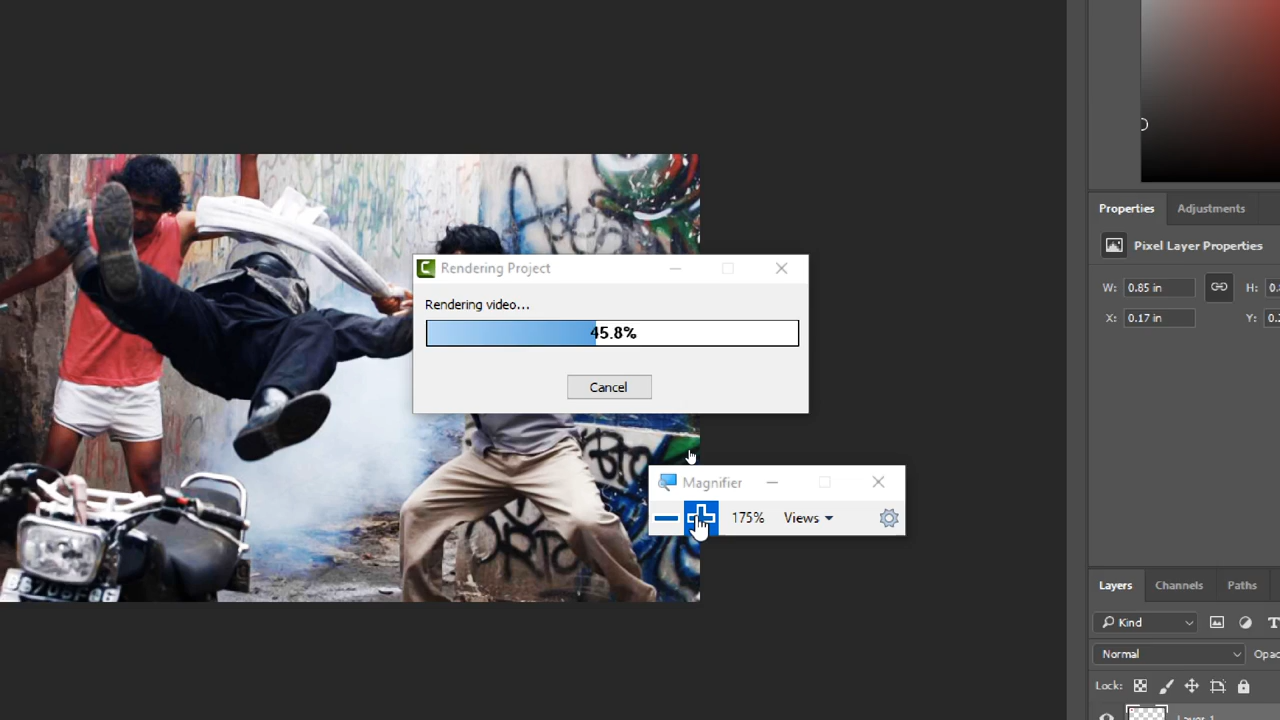 Properties
Adjustments
Rendering Project
Pixel Layer Properties
W: 0.85 in
H:
X: 0.17 in
Y:
Rendering video...
45.8%
Cancel
Magnifier
175%
Views
Layers
Channels
Paths
Kind
Normal
Lock: